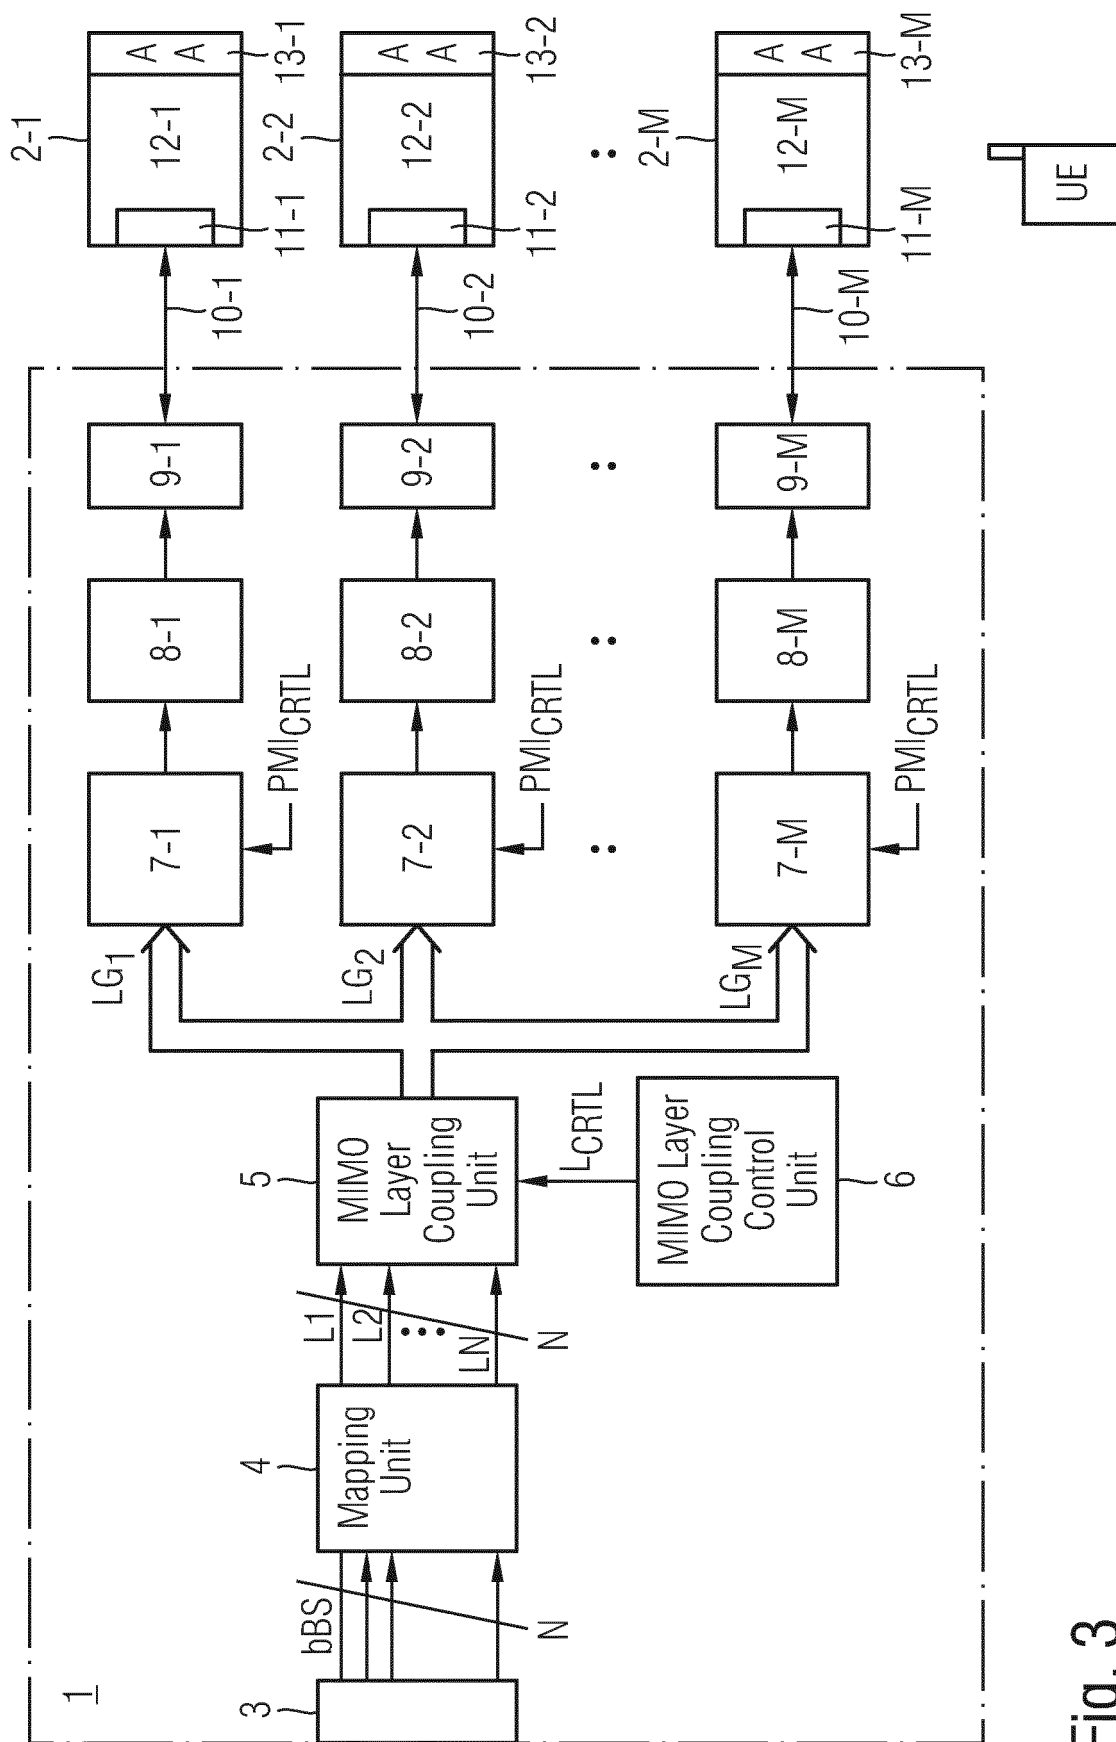 1
3
bBS
N
4
Mapping
Unit
L1
L2
LN
N
5
MIMO
Layer
Coupling
Unit
LCRTL
MIMO Layer
Coupling
Control
Unit
6
LG1
LG2
LGM
7-1
PMICRTL
8-1
9-1
10-1
2-1
11-1
12-1
A
A
13-1
7-2
PMICRTL
8-2
9-2
10-2
2-2
11-2
12-2
A
A
13-2
7-M
PMICRTL
8-M
9-M
10-M
2-M
11-M
12-M
A
A
13-M
UE
Fig. 3